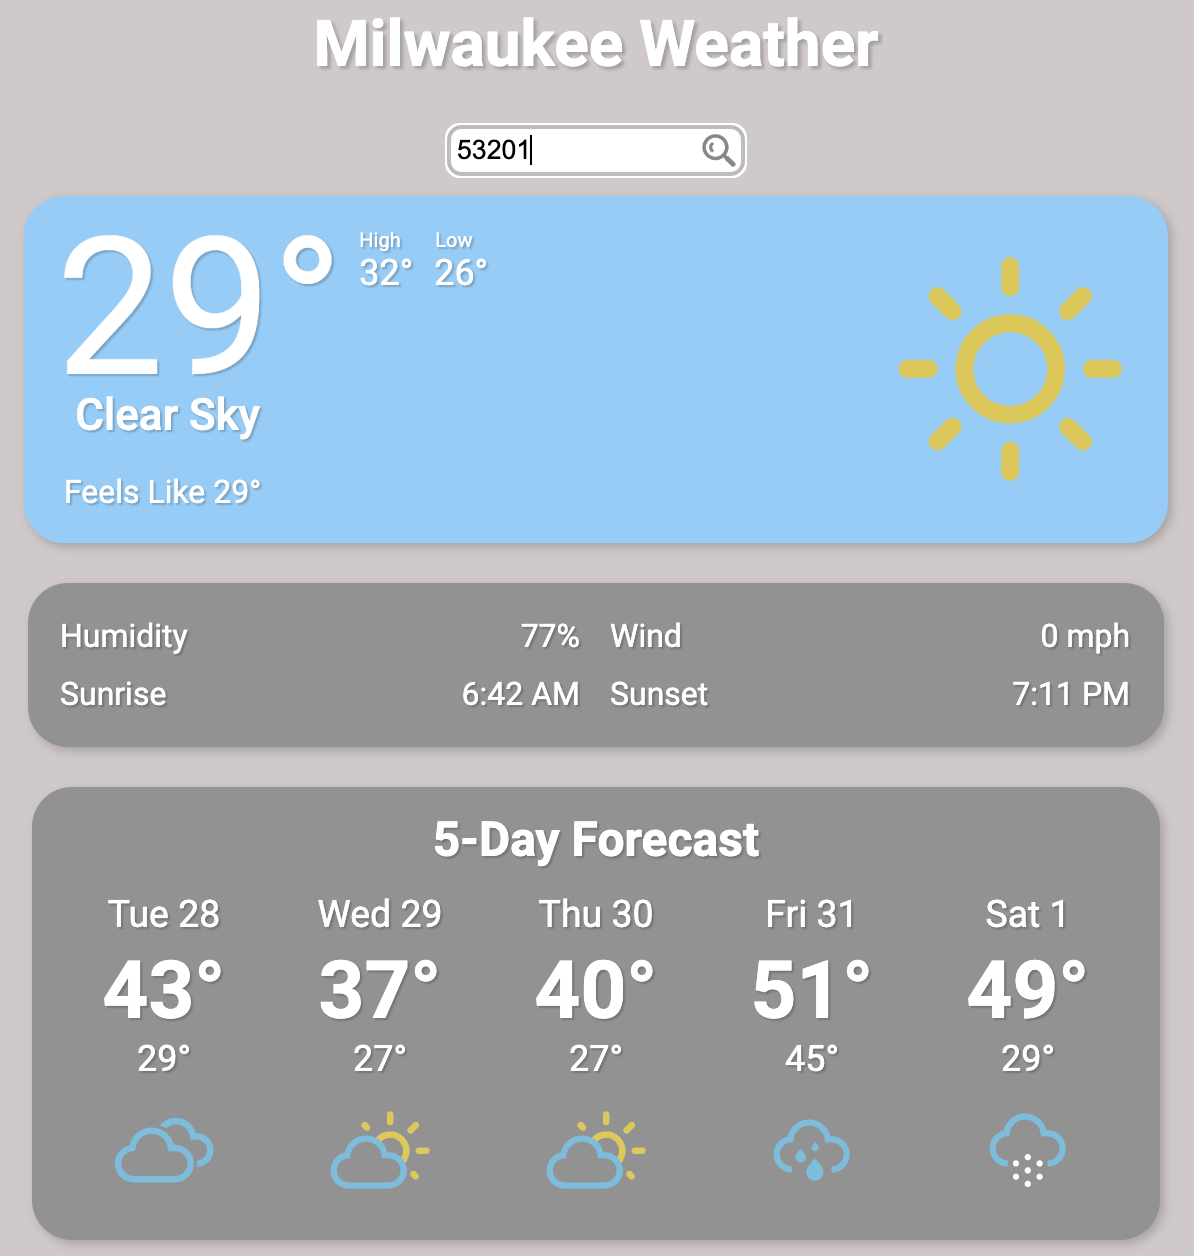 Milwaukee Weather
53201
29° High Low
32° 26°
Clear Sky
Feels Like 29°
Humidity 77% Wind 0 mph
Sunrise 6:42 AM Sunset 7:11 PM
5-Day Forecast
Tue 28 Wed 29 Thu 30 Fri 31 Sat 1
43° 37° 40° 51° 49°
29° 27° 27° 45° 29°